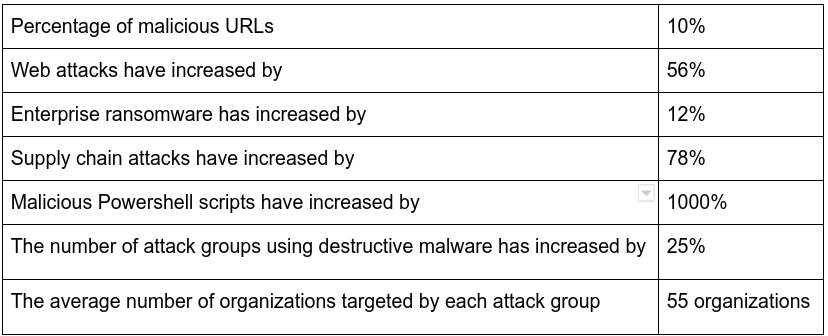 Percentage of malicious URLs 10%
Web attacks have increased by 56%
Enterprise ransomware has increased by 12%
Supply chain attacks have increased by 78%
Malicious Powershell scripts have increased by 1000%
The number of attack groups using destructive malware has increased by 25%
The average number of organizations targeted by each attack group 55 organizations